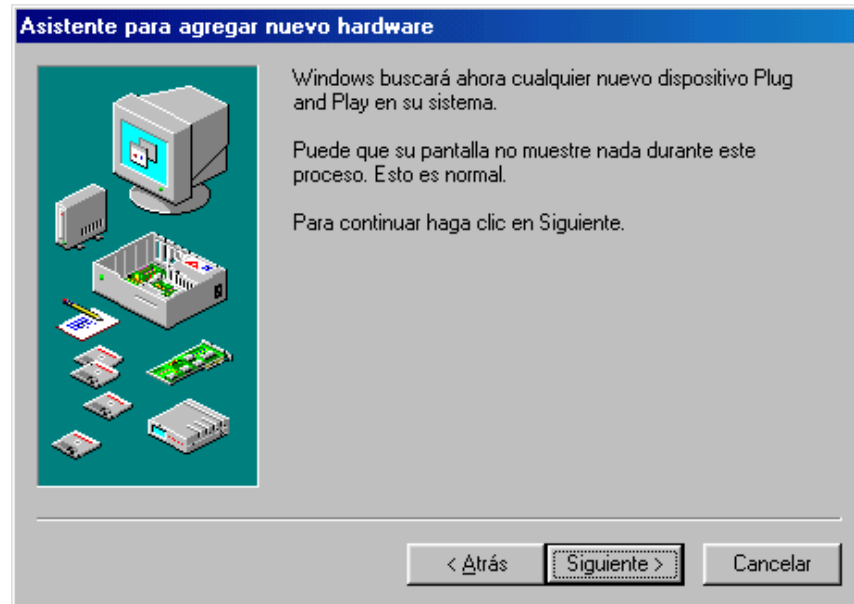 Asistente para agregar nuevo hardware
Windows buscará ahora cualquier nuevo dispositivo Plug
and Play en su sistema.
Puede que su pantalla no muestre nada durante este
proceso. Esto es normal.
Para continuar haga clic en Siguiente.
< Atrás
Siguiente >
Cancelar